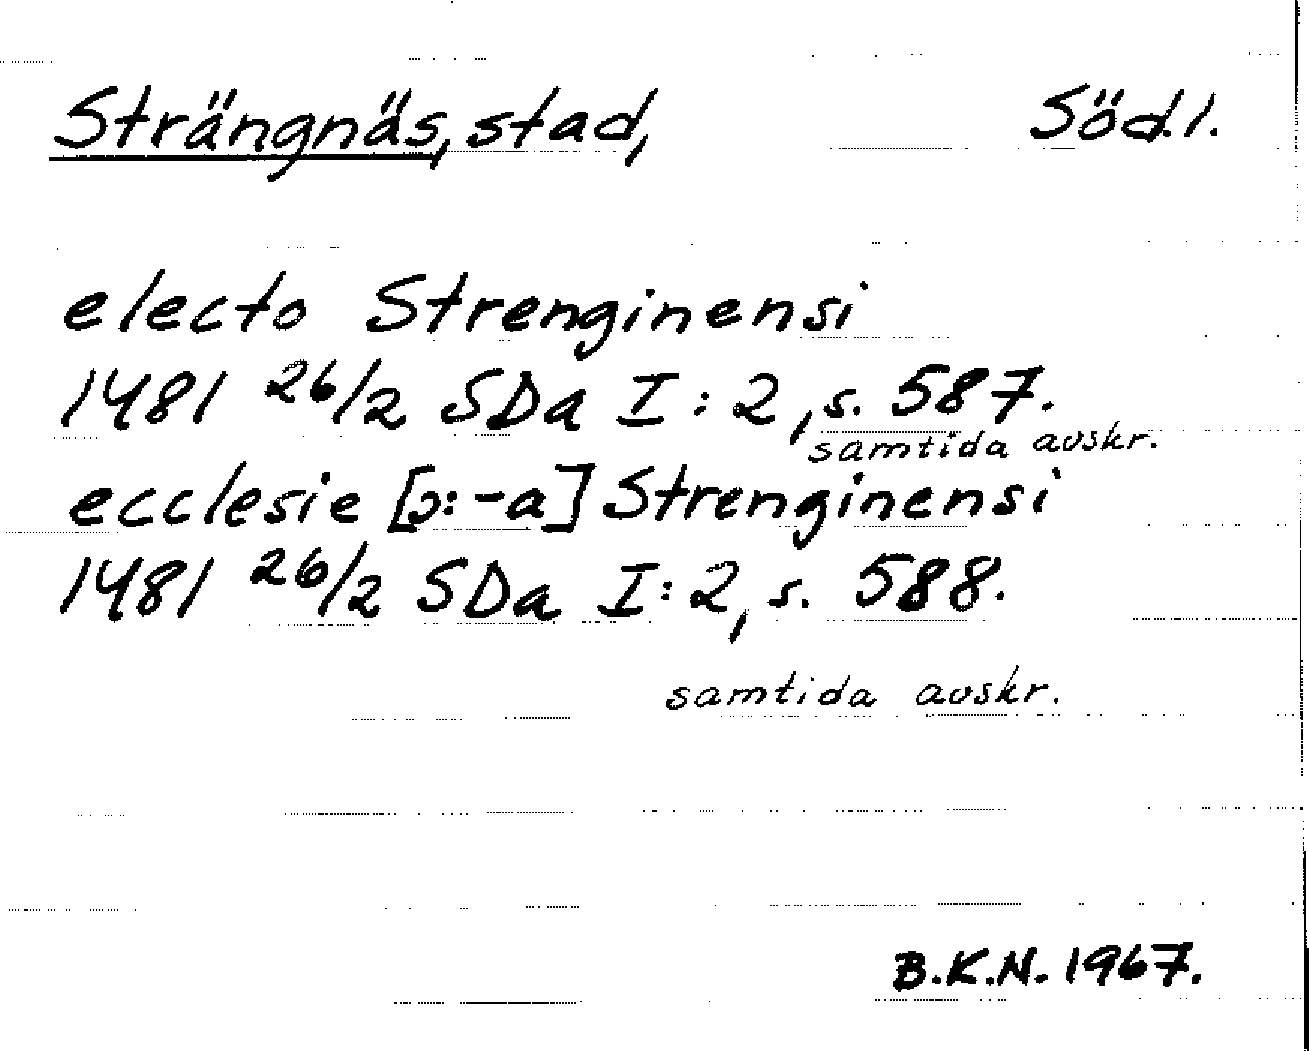 Strängnäs, stad, Södl.
electo Strenginensi
1481 26/2 SDa I:2, s. 587.
samtida avskr.
ecclesie [ɔ: -a] Strenginensi
1481 26/2 SDa I:2, s. 588.
samtida avskr.
B.K.N. 1967.